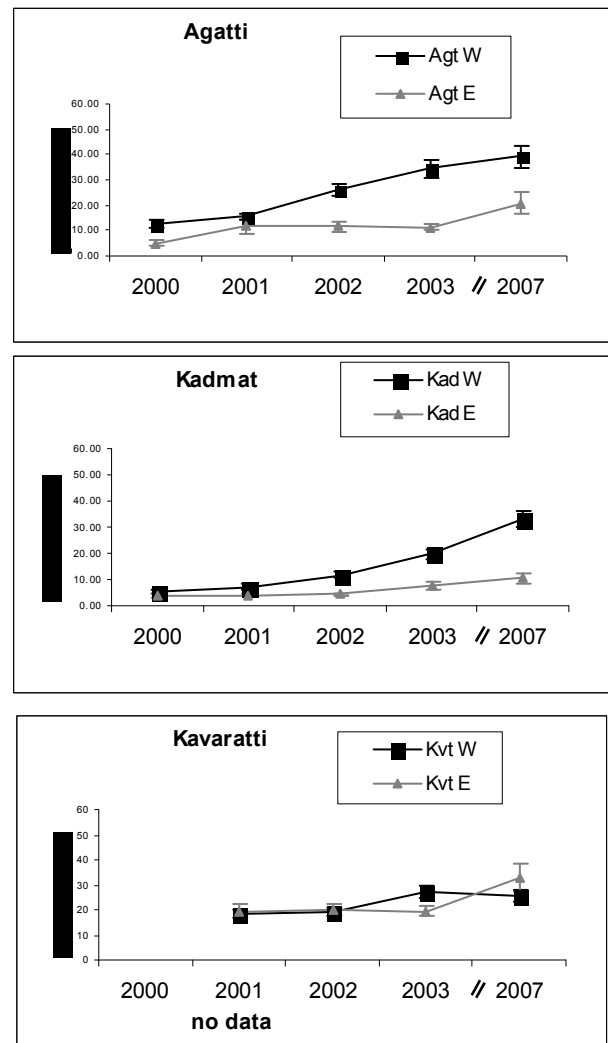 Agatti
Agt W
Agt E
60.00
50.00
40.00
30.00
20.00
10.00
0.00
2000 2001 2002 2003 // 2007
Kadmat
Kad W
Kad E
60.00
50.00
40.00
30.00
20.00
10.00
0.00
2000 2001 2002 2003 // 2007
Kavaratti
Kvt W
Kvt E
60
50
40
30
20
10
0
2000 2001 2002 2003 // 2007
no data